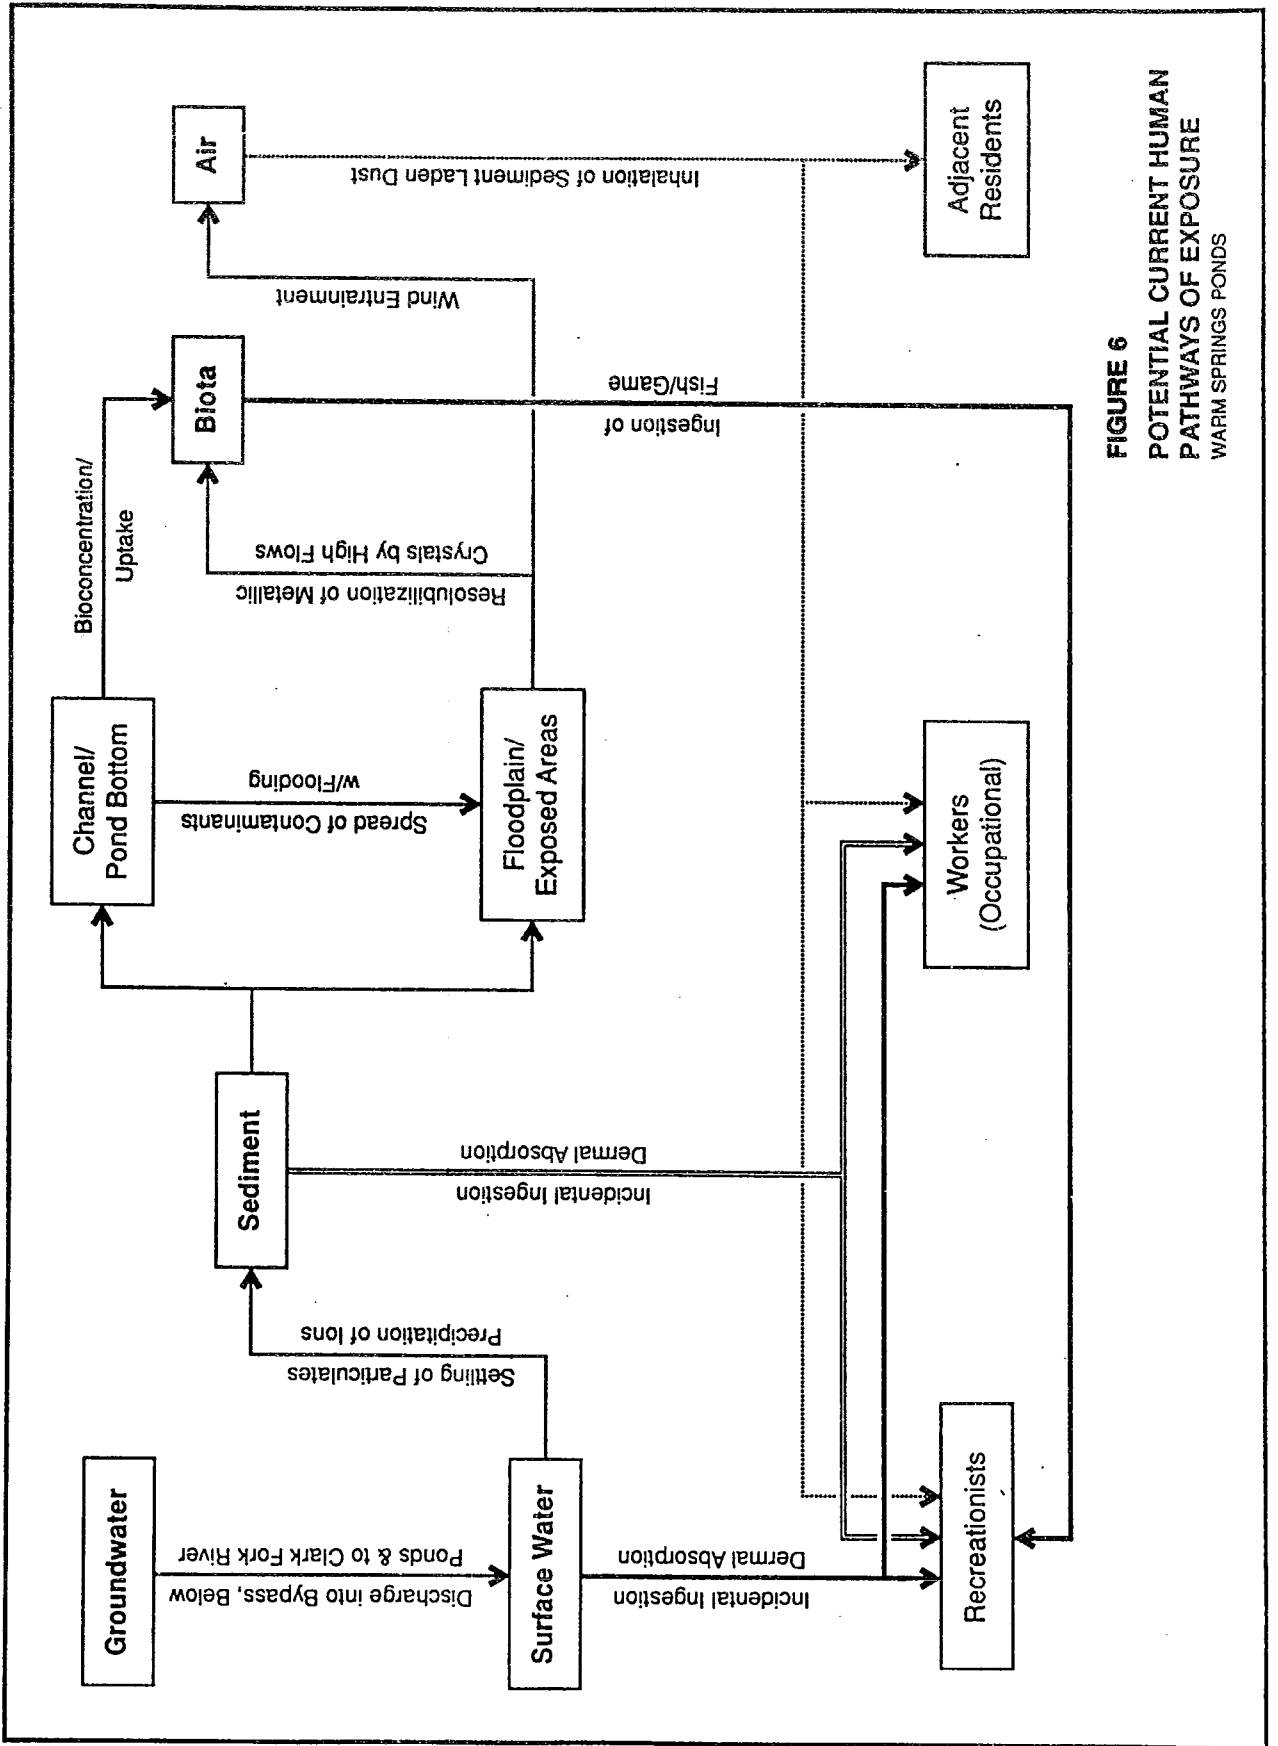 Groundwater
Discharge into Bypass, Below,
Ponds & to Clark Fork River
Surface Water
Settling of Particulates
Precipitation of Ions
Incidental Ingestion
Dermal Absorption
Recreationists
Sediment
Incidental Ingestion
Dermal Absorption
Channel/
Pond Bottom
Spread of Contaminants
w/Flooding
Floodplain/
Exposed Areas
Workers
(Occupational)
Bioconcentration/
Uptake
Resolubilization of Metallic
Crystals by High Flows
Biota
Ingestion of
Fish/Game
Wind Entrainment
Air
Inhalation of Sediment Laden Dust
Adjacent
Residents
FIGURE 6
POTENTIAL CURRENT HUMAN
PATHWAYS OF EXPOSURE
WARM SPRINGS PONDS